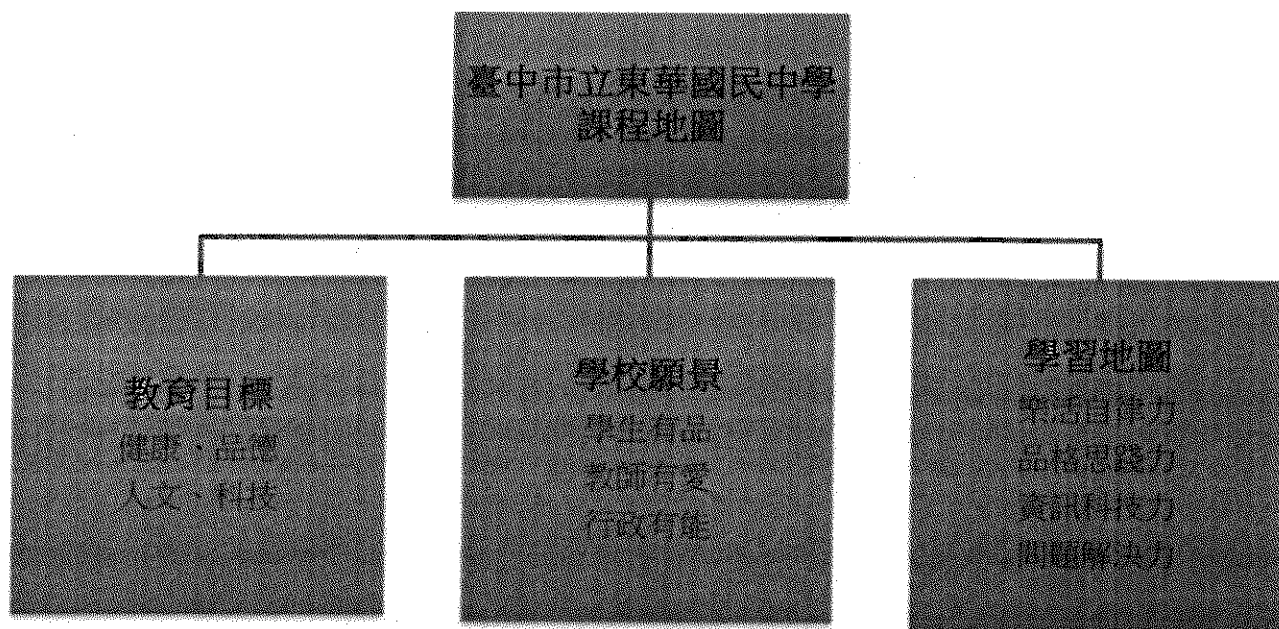 臺中市立東華國民中學
課程地圖
教育目標
健康、品德
人文、科技
學校願景
學生有品
教師有愛
行政有能
學習地圖
樂活自律力
品格思踐力
資訊科技力
問題解決力